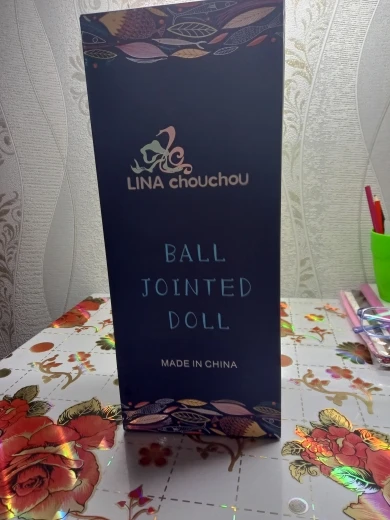 LINA chouchou
BALL
JOINTED
DOLL
MADE IN CHINA